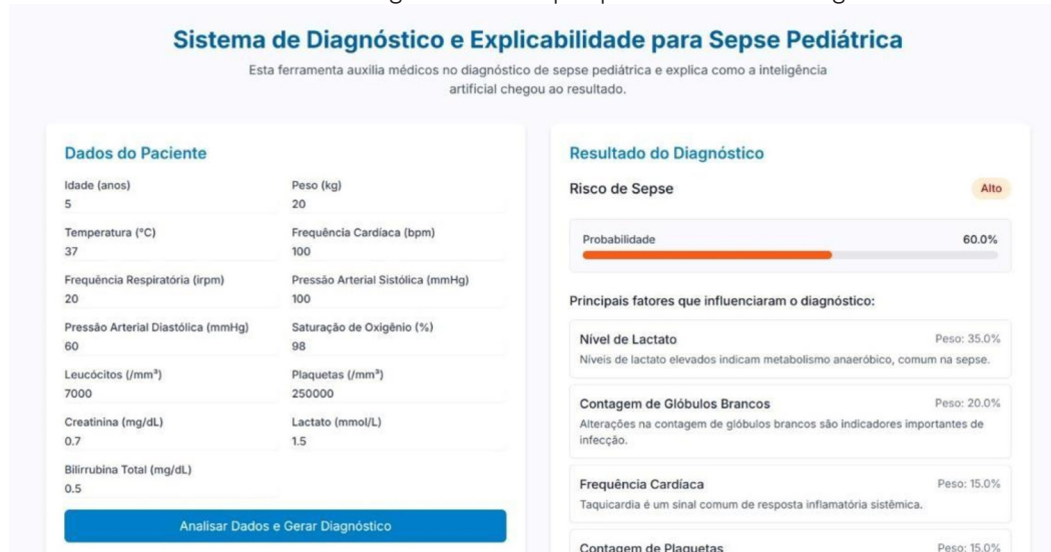 Sistema de Diagnóstico e Explicabilidade para Sepse Pediátrica
Esta ferramenta auxilia médicos no diagnóstico de sepse pediátrica e explica como a inteligência
artificial chegou ao resultado.
Dados do Paciente
Idade (anos)
5
Peso (kg)
20
Temperatura (°C)
37
Frequência Cardíaca (bpm)
100
Frequência Respiratória (irpm)
20
Pressão Arterial Sistólica (mmHg)
100
Pressão Arterial Diastólica (mmHg)
60
Saturação de Oxigênio (%)
98
Leucócitos (/mm³)
7000
Plaquetas (/mm³)
250000
Creatinina (mg/dL)
0.7
Lactato (mmol/L)
1.5
Bilirrubina Total (mg/dL)
0.5
Analisar Dados e Gerar Diagnóstico
Resultado do Diagnóstico
Risco de Sepse
Alto
Probabilidade
60.0%
Principais fatores que influenciaram o diagnóstico:
Nível de Lactato
Peso: 35.0%
Níveis de lactato elevados indicam metabolismo anaeróbico, comum na sepse.
Contagem de Glóbulos Brancos
Peso: 20.0%
Alterações na contagem de glóbulos brancos são indicadores importantes de
infecção.
Frequência Cardíaca
Peso: 15.0%
Taquicardia é um sinal comum de resposta inflamatória sistêmica.
Contagem de Plaquetas
Peso: 15.0%